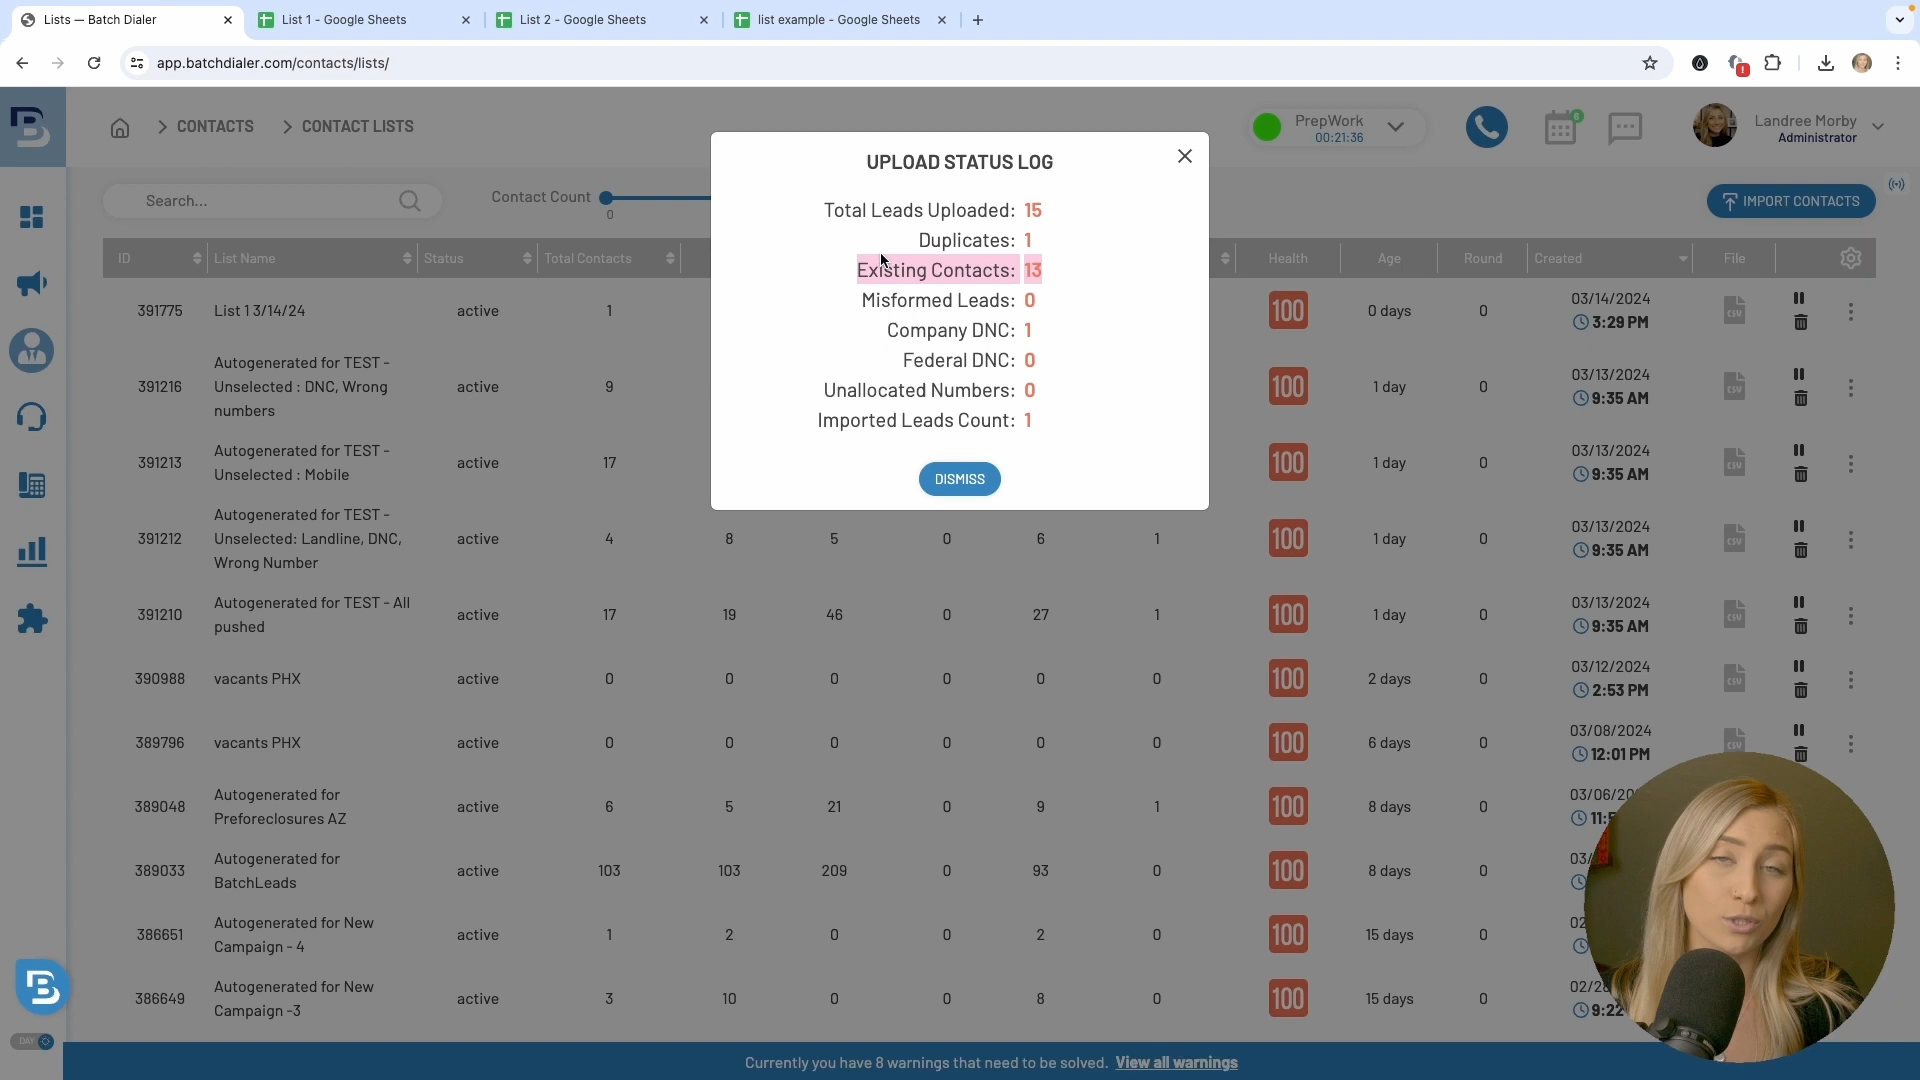 Lists — Batch Dialer
List 1 - Google Sheets
List 2 - Google Sheets
list example - Google Sheets
app.batchdialer.com/contacts/lists/
CONTACTS
CONTACT LISTS
PrepWork
00:21:36
6
Landree Morby
Administrator
Search...
Contact Count
0
IMPORT CONTACTS
UPLOAD STATUS LOG
Total Leads Uploaded: 15
Duplicates: 1
Existing Contacts: 13
Misformed Leads: 0
Company DNC: 1
Federal DNC: 0
Unallocated Numbers: 0
Imported Leads Count: 1
DISMISS
ID List Name Status Total Contacts Health Age Round Created File
391775 List 1 3/14/24 active 1 100 0 days 0 03/14/2024 3:29 PM CSV
391216 Autogenerated for TEST - Unselected : DNC, Wrong numbers active 9 100 1 day 0 03/13/2024 9:35 AM CSV
391213 Autogenerated for TEST - Unselected : Mobile active 17 100 1 day 0 03/13/2024 9:35 AM CSV
391212 Autogenerated for TEST - Unselected: Landline, DNC, Wrong Number active 4 8 5 0 6 1 100 1 day 0 03/13/2024 9:35 AM CSV
391210 Autogenerated for TEST - All pushed active 17 19 46 0 27 1 100 1 day 0 03/13/2024 9:35 AM CSV
390988 vacants PHX active 0 0 0 0 0 0 100 2 days 0 03/12/2024 2:53 PM CSV
389796 vacants PHX active 0 0 0 0 0 0 100 6 days 0 03/08/2024 12:01 PM CSV
389048 Autogenerated for Preforeclosures AZ active 6 5 21 0 9 1 100 8 days 0
389033 Autogenerated for BatchLeads active 103 103 209 0 93 0 100 8 days 0
386651 Autogenerated for New Campaign - 4 active 1 2 0 0 2 0 100 15 days 0
386649 Autogenerated for New Campaign -3 active 3 10 0 0 8 0 100 15 days 0
DAY
Currently you have 8 warnings that need to be solved. View all warnings